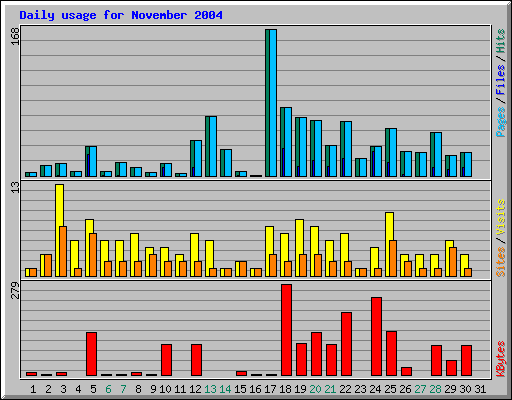 Daily usage for November 2004
168
Pages / Files / Hits
13
Sites / Visits
279
KBytes
1 2 3 4 5 6 7 8 9 10 11 12 13 14 15 16 17 18 19 20 21 22 23 24 25 26 27 28 29 30 31